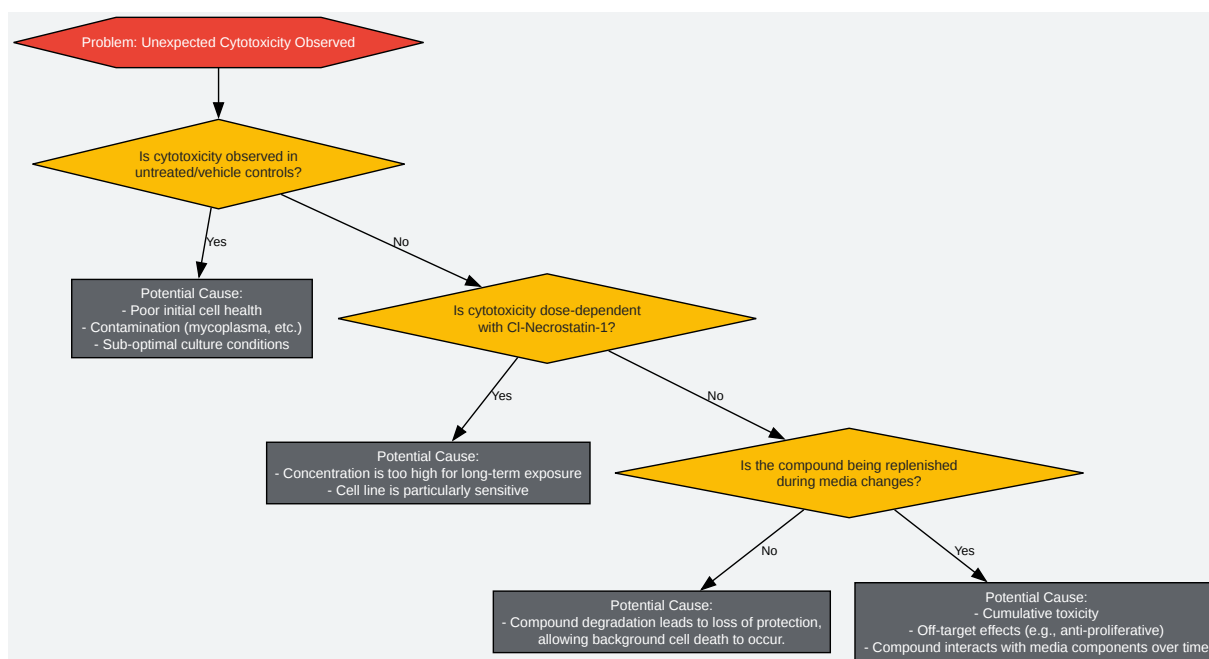 Problem: Unexpected Cytotoxicity Observed
Is cytotoxicity observed in
untreated/vehicle controls?
Yes
No
Potential Cause:
- Poor initial cell health
- Contamination (mycoplasma, etc.)
- Sub-optimal culture conditions
Is cytotoxicity dose-dependent
with Cl-Necrostatin-1?
Yes
No
Potential Cause:
- Concentration is too high for long-term exposure
- Cell line is particularly sensitive
Is the compound being replenished
during media changes?
No
Yes
Potential Cause:
- Compound degradation leads to loss of protection,
allowing background cell death to occur.
Potential Cause:
- Cumulative toxicity
- Off-target effects (e.g., anti-proliferative)
- Compound interacts with media components over time